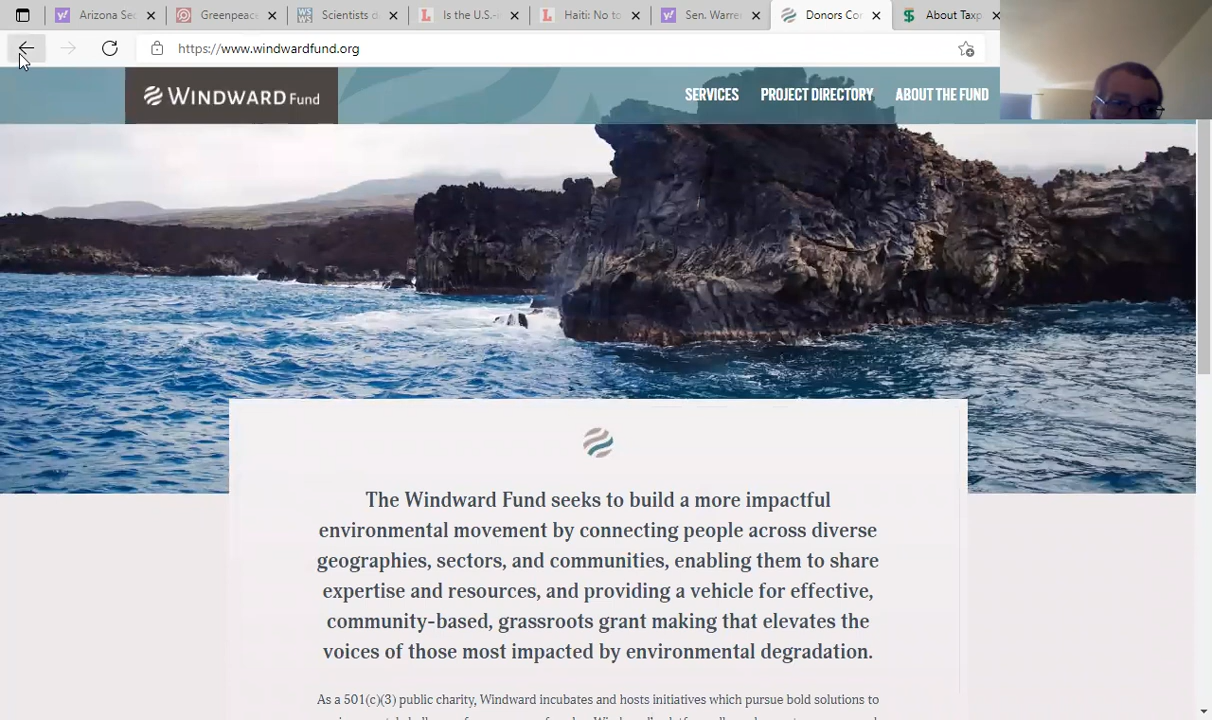 Arizona Sec
Greenpeac
Scientists d
Is the U.S.-
Haiti: No to
Sen. Warre
Donors Cor
About Taxp
https://www.windwardfund.org
WINDWARD Fund
SERVICES
PROJECT DIRECTORY
ABOUT THE FUND
The Windward Fund seeks to build a more impactful
environmental movement by connecting people across diverse
geographies, sectors, and communities, enabling them to share
expertise and resources, and providing a vehicle for effective,
community-based, grassroots grant making that elevates the
voices of those most impacted by environmental degradation.
As a 501(c)(3) public charity, Windward incubates and hosts initiatives which pursue bold solutions to